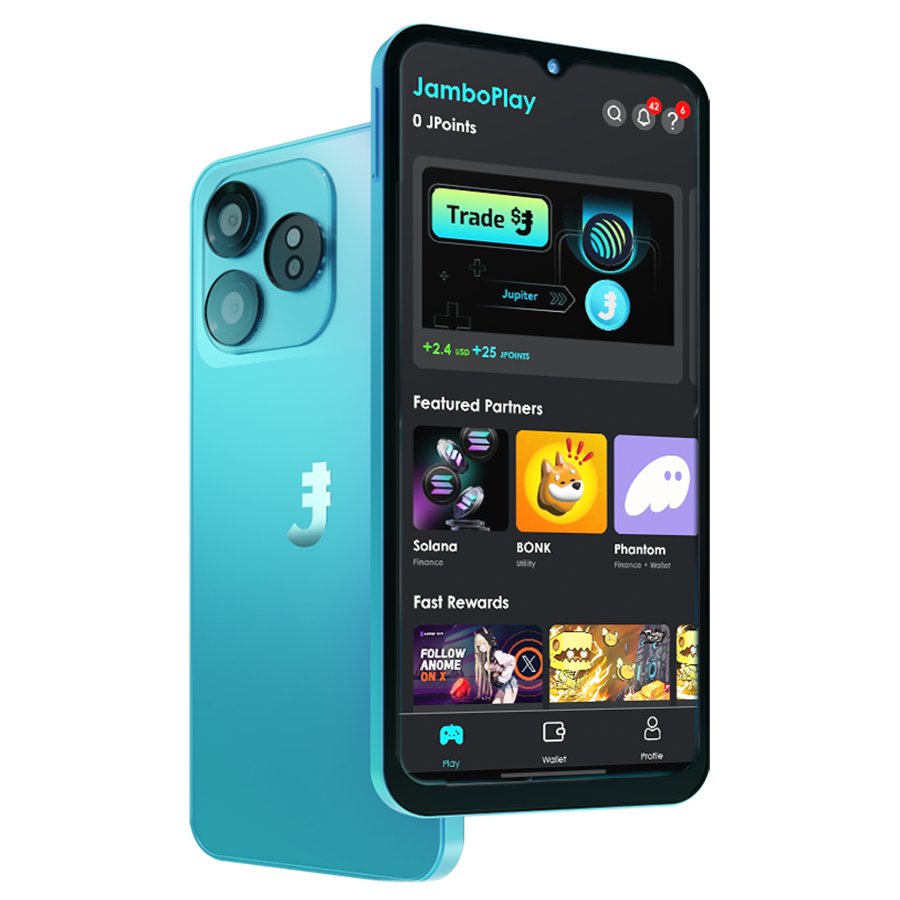 JamboPlay
0 JPoints
42
6
Trade $
Jupiter
+2.4 USD +25 JPOINTS
Featured Partners
Solana
Finance
BONK
Utility
Phantom
Finance • Wallet
Fast Rewards
FOLLOW
ANOME
ON X
Play
Wallet
Profile